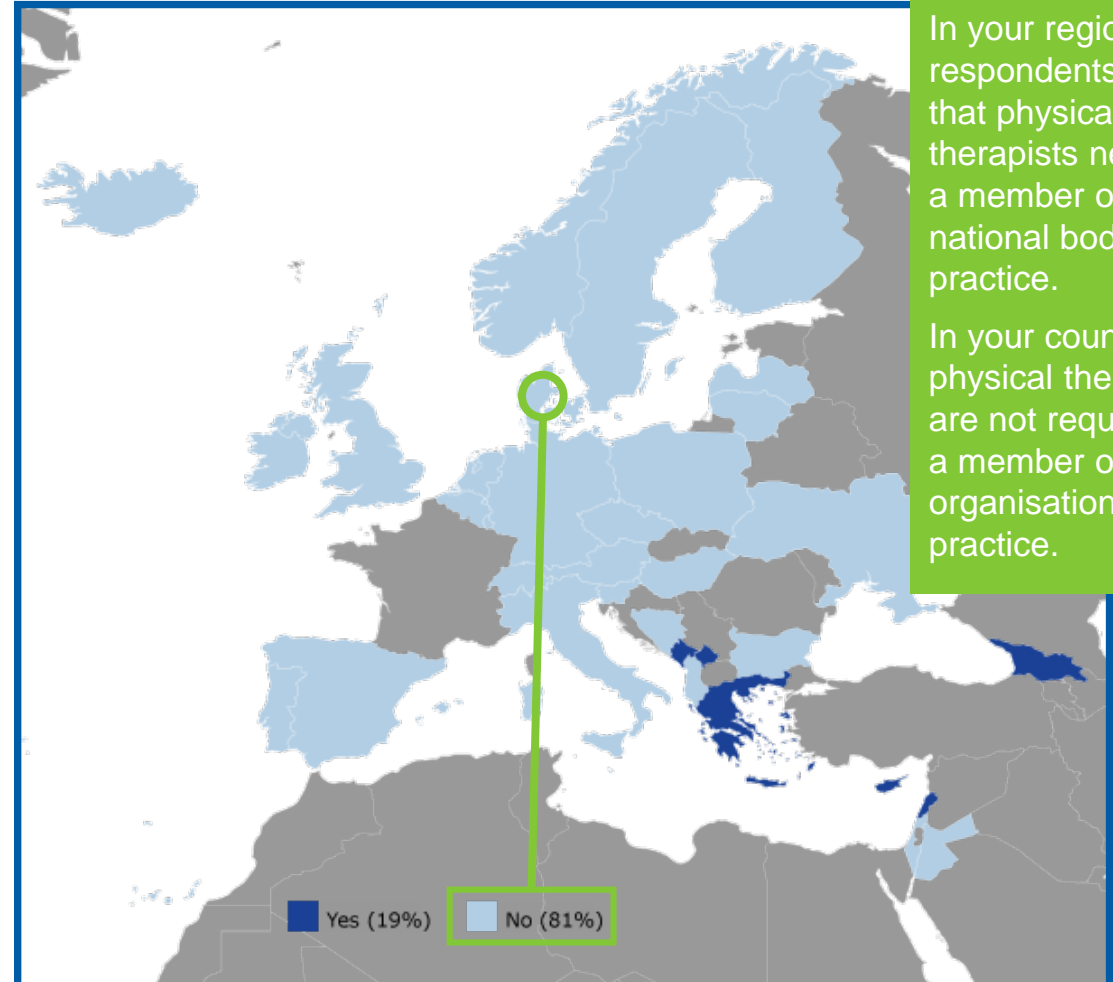 In your regio
respondents
that physica
therapists ne
a member o
national bod
practice.
In your coun
physical the
are not requ
a member o
organisation
practice.
Yes (19%)
No (81%)